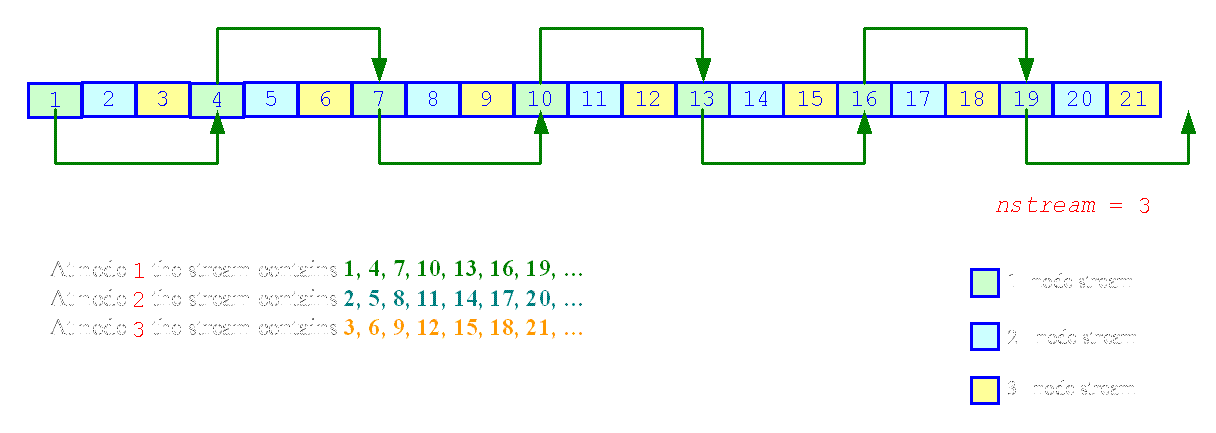 1 2 3 4 5 6 7 8 9 10 11 12 13 14 15 16 17 18 19 20 21
nstream = 3
At node 1 the stream contains 1, 4, 7, 10, 13, 16, 19, ...
At node 2 the stream contains 2, 5, 8, 11, 14, 17, 20, ...
At node 3 the stream contains 3, 6, 9, 12, 15, 18, 21, ...
1 node stream
2 node stream
3 node stream